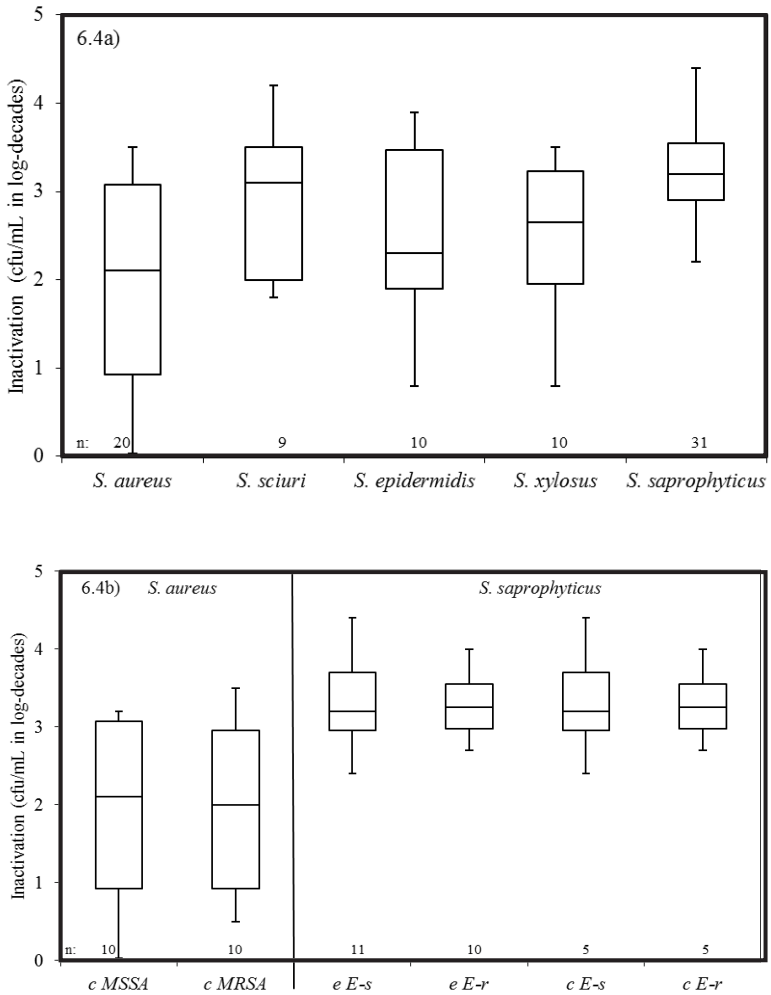 6.4a)
Inactivation (cfu/mL in log-decades)
5
4
3
2
1
0
n: 20 9 10 10 31
S. aureus S. sciuri S. epidermidis S. xylosus S. saprophyticus
6.4b) S. aureus S. saprophyticus
Inactivation (cfu/mL in log-decades)
5
4
3
2
1
0
n: 10 10 11 10 5 5
c MSSA c MRSA e E-s e E-r c E-s c E-r